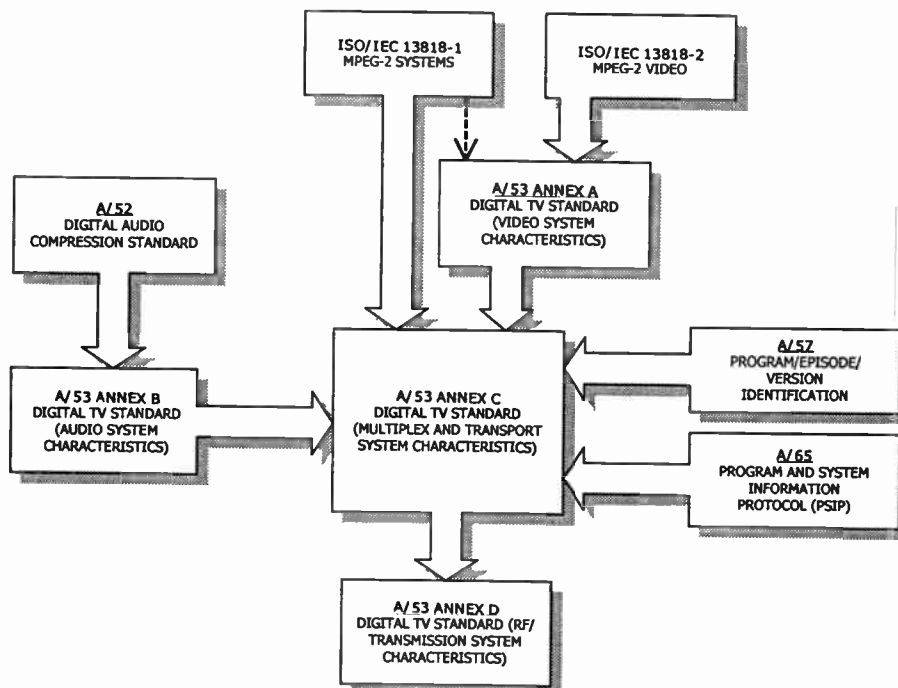 ISO/IEC 13818-1
MPEG-2 SYSTEMS
ISO/IEC 13818-2
MPEG-2 VIDEO
A/53 ANNEX A
DIGITAL TV STANDARD
(VIDEO SYSTEM
CHARACTERISTICS)
A/52
DIGITAL AUDIO
COMPRESSION STANDARD
A/53 ANNEX B
DIGITAL TV STANDARD
(AUDIO SYSTEM
CHARACTERISTICS)
A/53 ANNEX C
DIGITAL TV STANDARD
(MULTIPLEX AND TRANSPORT
SYSTEM CHARACTERISTICS)
A/57
PROGRAM/EPISODE/
VERSION
IDENTIFICATION
A/65
PROGRAM AND SYSTEM
INFORMATION
PROTOCOL (PSIP)
A/53 ANNEX D
DIGITAL TV STANDARD (RF/
TRANSMISSION SYSTEM
CHARACTERISTICS)